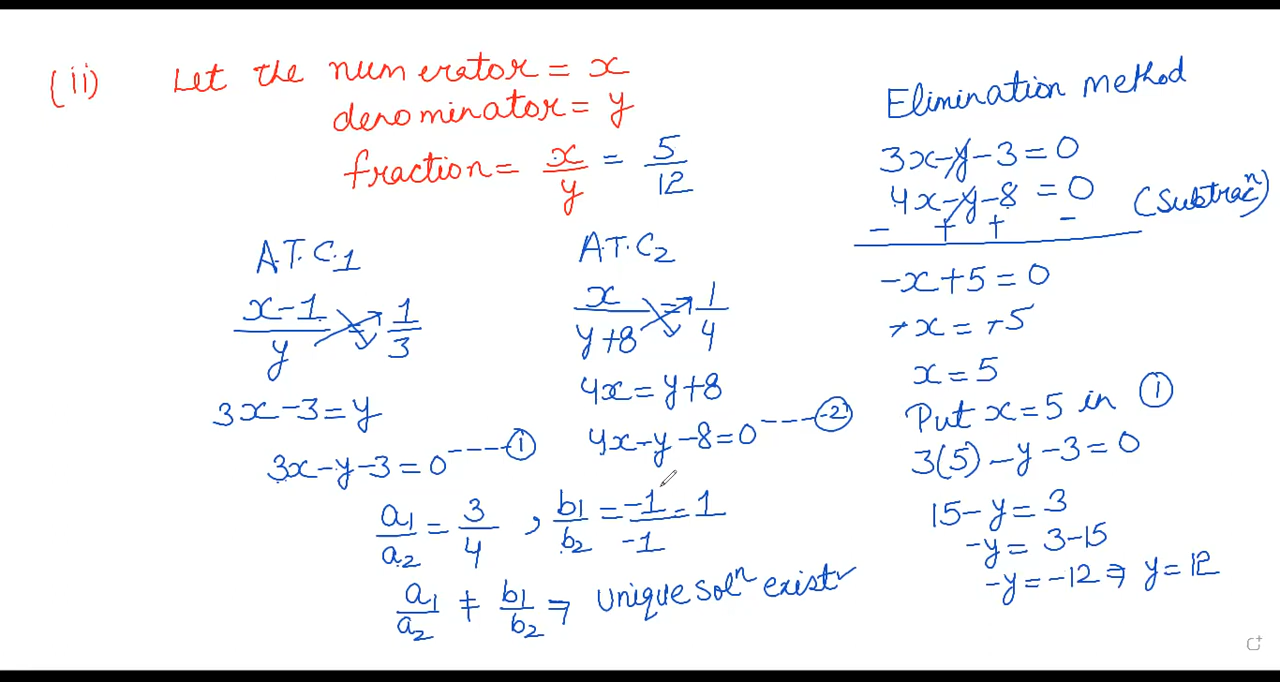 (ii) Let the numerator = x
denominator = y
fraction = x/y = 5/12
A.T.C.1
(x-1)/y = 1/3
3x-3=y
3x-y-3=0 ----①
A.T.C2
x/(y+8) = 1/4
4x=y+8
4x-y-8=0 ---②
a1/a2 = 3/4 , b1/b2 = -1/-1 = 1
a1/a2 ≠ b1/b2 ⇒ unique solⁿ exist
Elimination method
3x-y-3=0
4x-y-8=0 (Subtracⁿ)
- + + -
-x+5=0
-x=-5
x=5
Put x=5 in ①
3(5)-y-3=0
15-y=3
-y=3-15
-y=-12⇒y=12